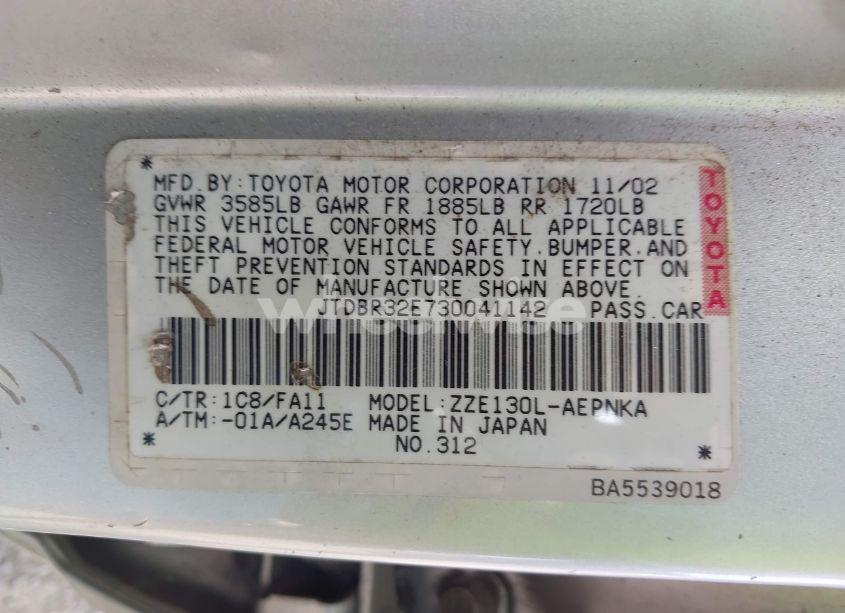 MFD.BY:TOYOTA MOTOR CORPORATION 11/02
GVWR 3585LB GAWR FR 1885LB RR 1720LB
THIS VEHICLE CONFORMS TO ALL APPLICABLE
FEDERAL MOTOR VEHICLE SAFETY,BUMPER,AND
THEFT PREVENTION STANDARDS IN EFFECT ON
THE DATE OF MANUFACTURE SHOWN ABOVE.
JTDBR32E730041142 PASS.CAR
C/TR:1C8/FA11 MODEL:ZZE130L-AEPNKA
A/TM:-01A/A245E MADE IN JAPAN
NO.312
BA5539018
TOYOTA
wheelwise